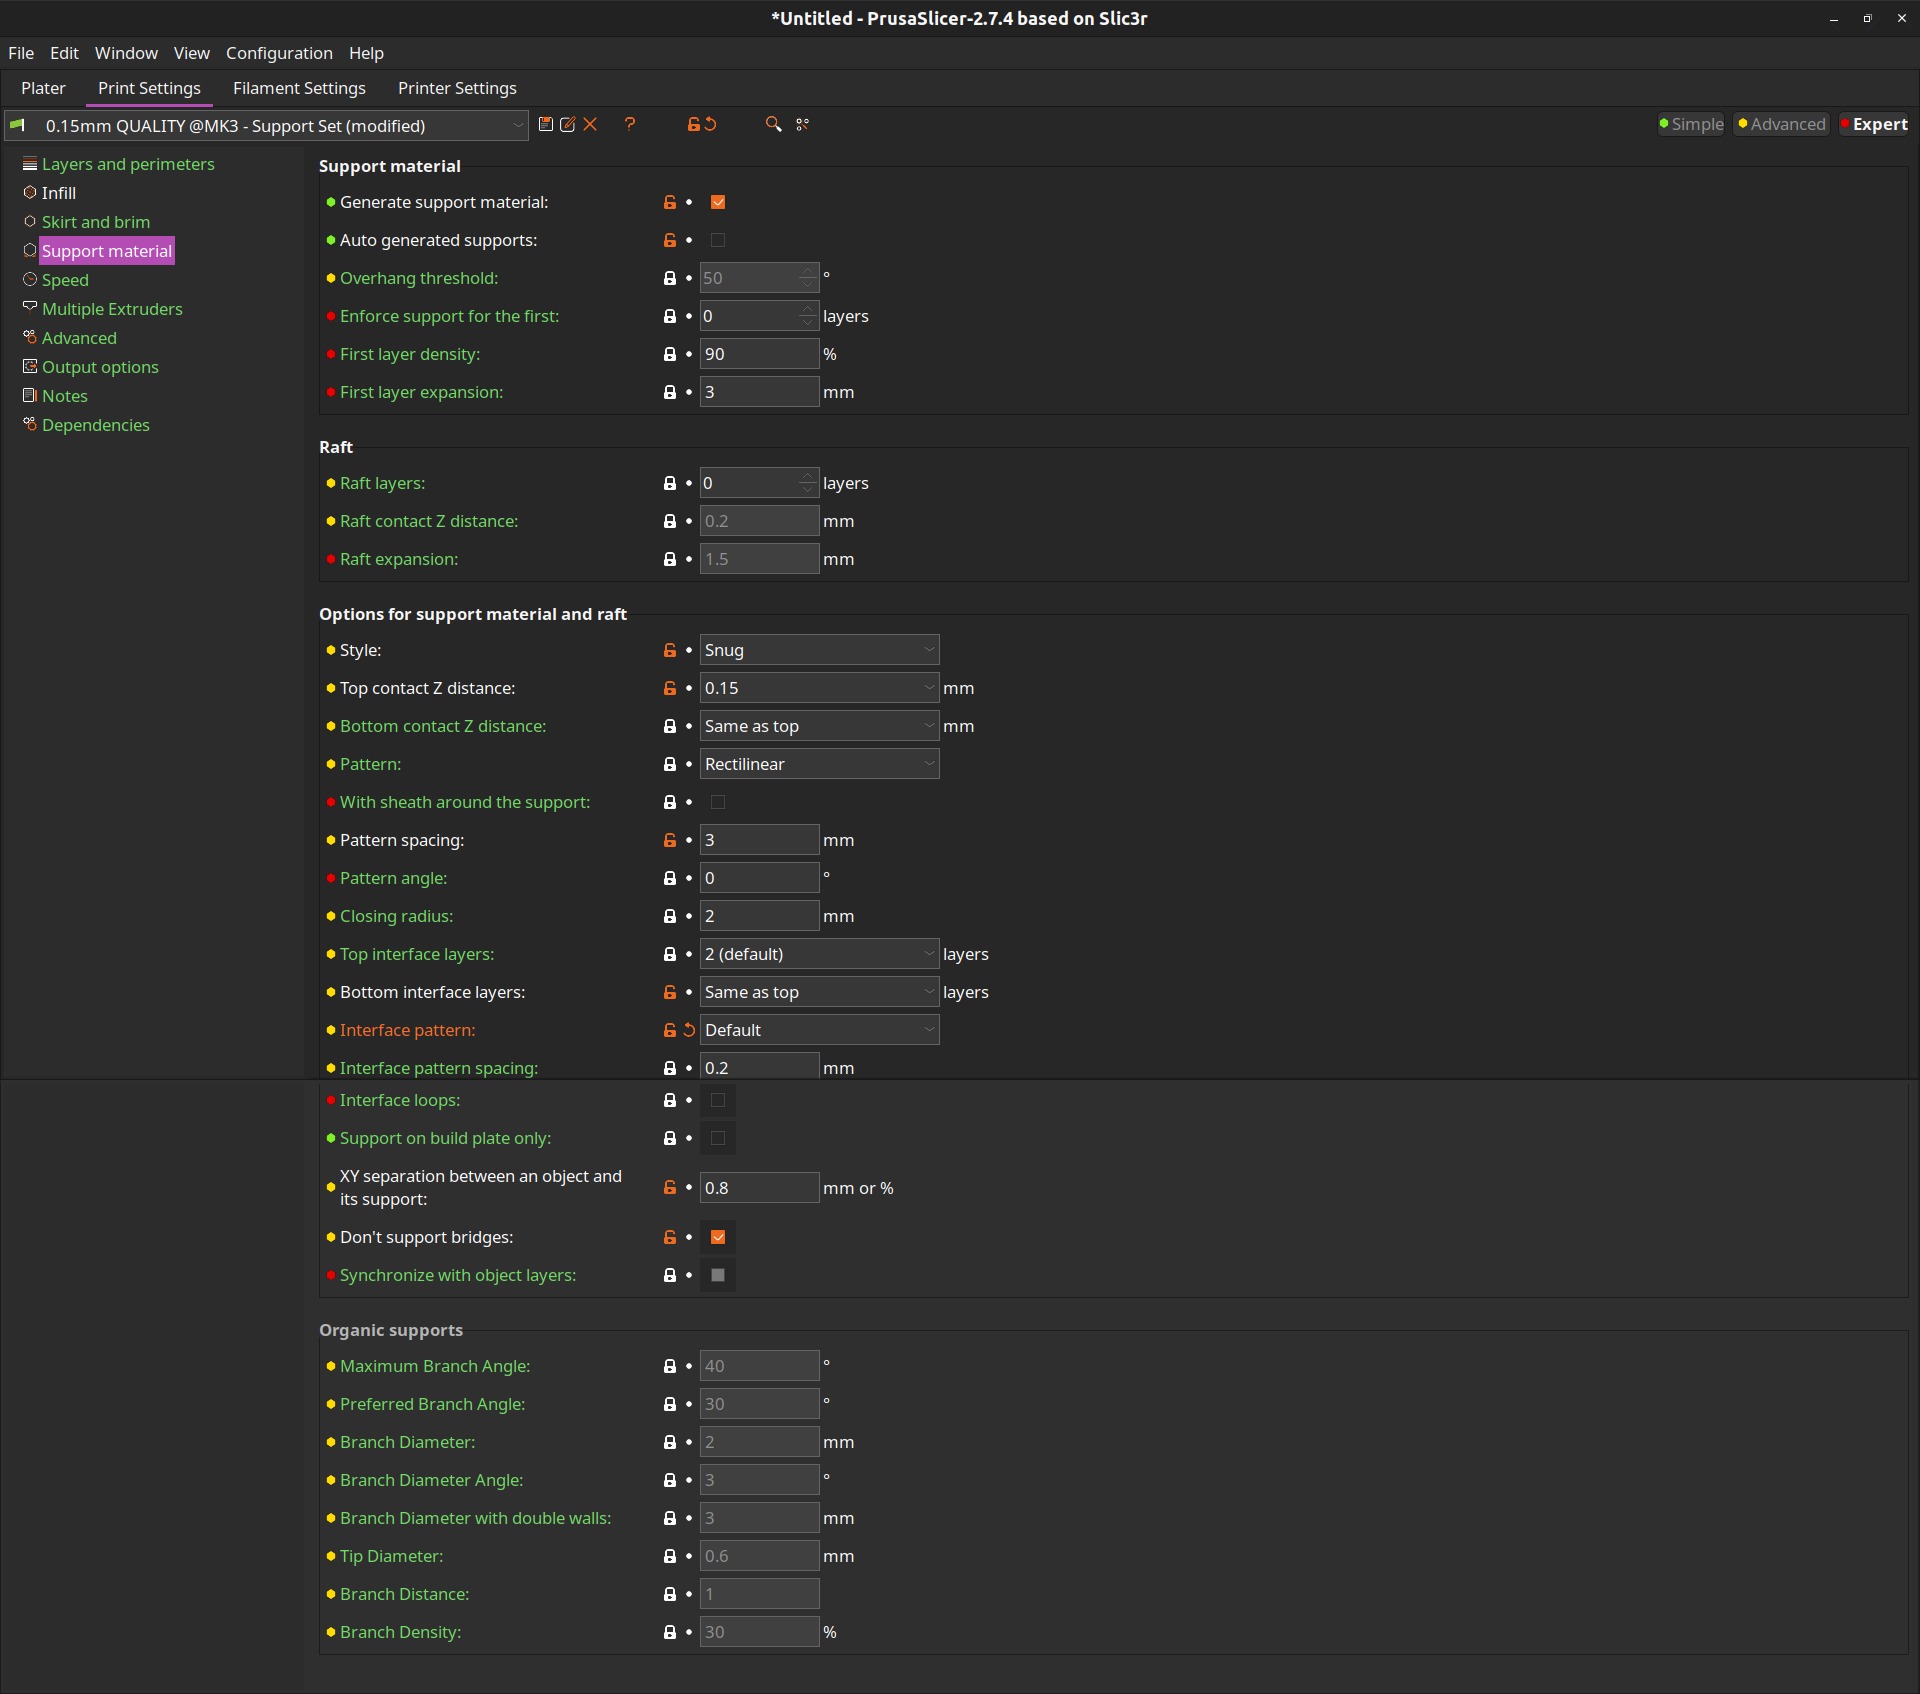 *Untitled - PrusaSlicer-2.7.4 based on Slic3r
File Edit Window View Configuration Help
Plater Print Settings Filament Settings Printer Settings
0.15mm QUALITY @MK3 - Support Set (modified) ? Simple Advanced Expert
Layers and perimeters
Infill
Skirt and brim
Support material
Speed
Multiple Extruders
Advanced
Output options
Notes
Dependencies
Support material
Generate support material:
Auto generated supports:
Overhang threshold: 50 °
Enforce support for the first: 0 layers
First layer density: 90 %
First layer expansion: 3 mm
Raft
Raft layers: 0 layers
Raft contact Z distance: 0.2 mm
Raft expansion: 1.5 mm
Options for support material and raft
Style: Snug
Top contact Z distance: 0.15 mm
Bottom contact Z distance: Same as top mm
Pattern: Rectilinear
With sheath around the support:
Pattern spacing: 3 mm
Pattern angle: 0 °
Closing radius: 2 mm
Top interface layers: 2 (default) layers
Bottom interface layers: Same as top layers
Interface pattern: Default
Interface pattern spacing: 0.2 mm
Interface loops:
Support on build plate only:
XY separation between an object and
its support: 0.8 mm or %
Don't support bridges:
Synchronize with object layers:
Organic supports
Maximum Branch Angle: 40 °
Preferred Branch Angle: 30 °
Branch Diameter: 2 mm
Branch Diameter Angle: 3 °
Branch Diameter with double walls: 3 mm
Tip Diameter: 0.6 mm
Branch Distance: 1
Branch Density: 30 %